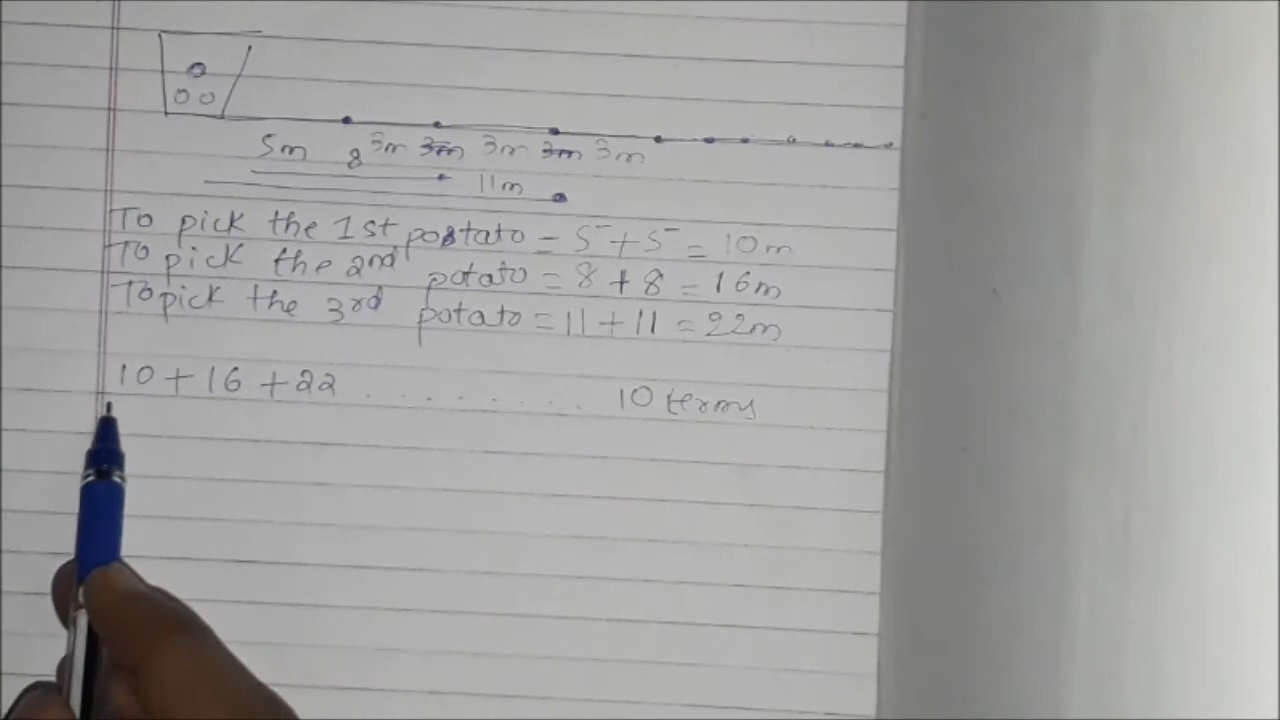 5m 8 3m 3m 3m 3m 3m
11m
To pick the 1st potato = 5+5 = 10m
To pick the 2nd potato = 8+8 = 16m
To pick the 3rd potato = 11+11 = 22m
10+16+22 . . . . . . . . 10 terms